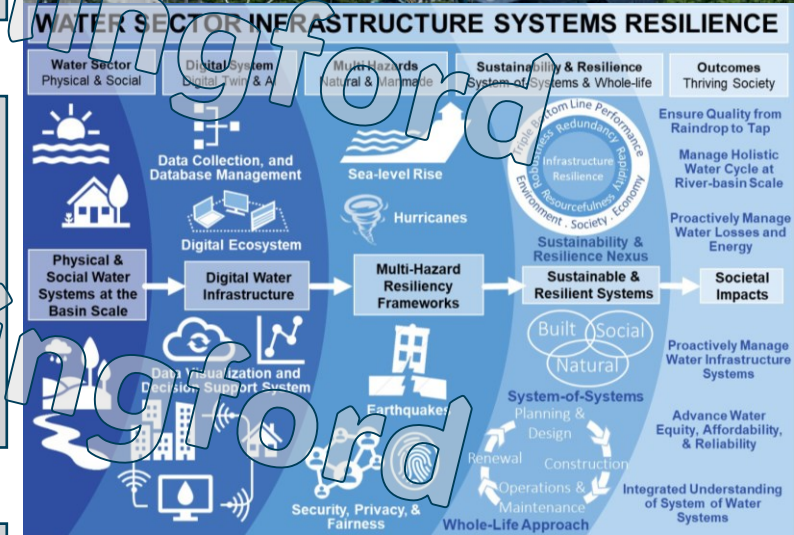 WATER SECTOR INFRASTRUCTURE SYSTEMS RESILIENCE
Water Sector
Physical & Social
Digital System
Digital Twin & AI
Multi Hazards
Natural & Manmade
Sustainability & Resilience
System-of-Systems & Whole-life
Outcomes
Thriving Society
Data Collection, and
Database Management
Digital Ecosystem
Sea-level Rise
Hurricanes
Triple Bottom Line Performance
Environment . Society . Economy
Robustness Redundancy Rapidity
Resourcefulness
Infrastructure
Resilience
Sustainability &
Resilience Nexus
Ensure Quality from
Raindrop to Tap
Manage Holistic
Water Cycle at
River-basin Scale
Proactively Manage
Water Losses and
Energy
Physical &
Social Water
Systems at the
Basin Scale
Digital Water
Infrastructure
Multi-Hazard
Resiliency
Frameworks
Sustainable &
Resilient Systems
Societal
Impacts
Data Visualization and
Decision Support System
Earthquakes
Security, Privacy, &
Fairness
Built
Social
Natural
System-of-Systems
Planning &
Design
Renewal
Construction
Operations &
Maintenance
Whole-Life Approach
Proactively Manage
Water Infrastructure
Systems
Advance Water
Equity, Affordability,
& Reliability
Integrated Understanding
of System of Water
Systems
ingford
ingford